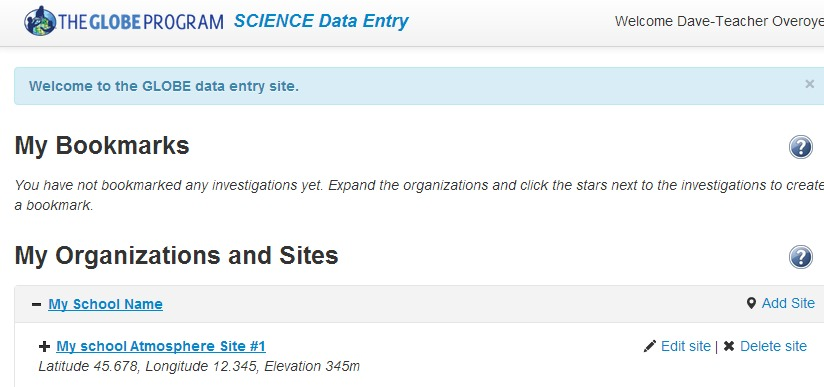 THE GLOBE PROGRAM SCIENCE Data Entry Welcome Dave-Teacher Overoye
Welcome to the GLOBE data entry site. ×
My Bookmarks ?
You have not bookmarked any investigations yet. Expand the organizations and click the stars next to the investigations to create
a bookmark.
My Organizations and Sites ?
My School Name Add Site
My school Atmosphere Site #1 Edit site | Delete site
Latitude 45.678, Longitude 12.345, Elevation 345m